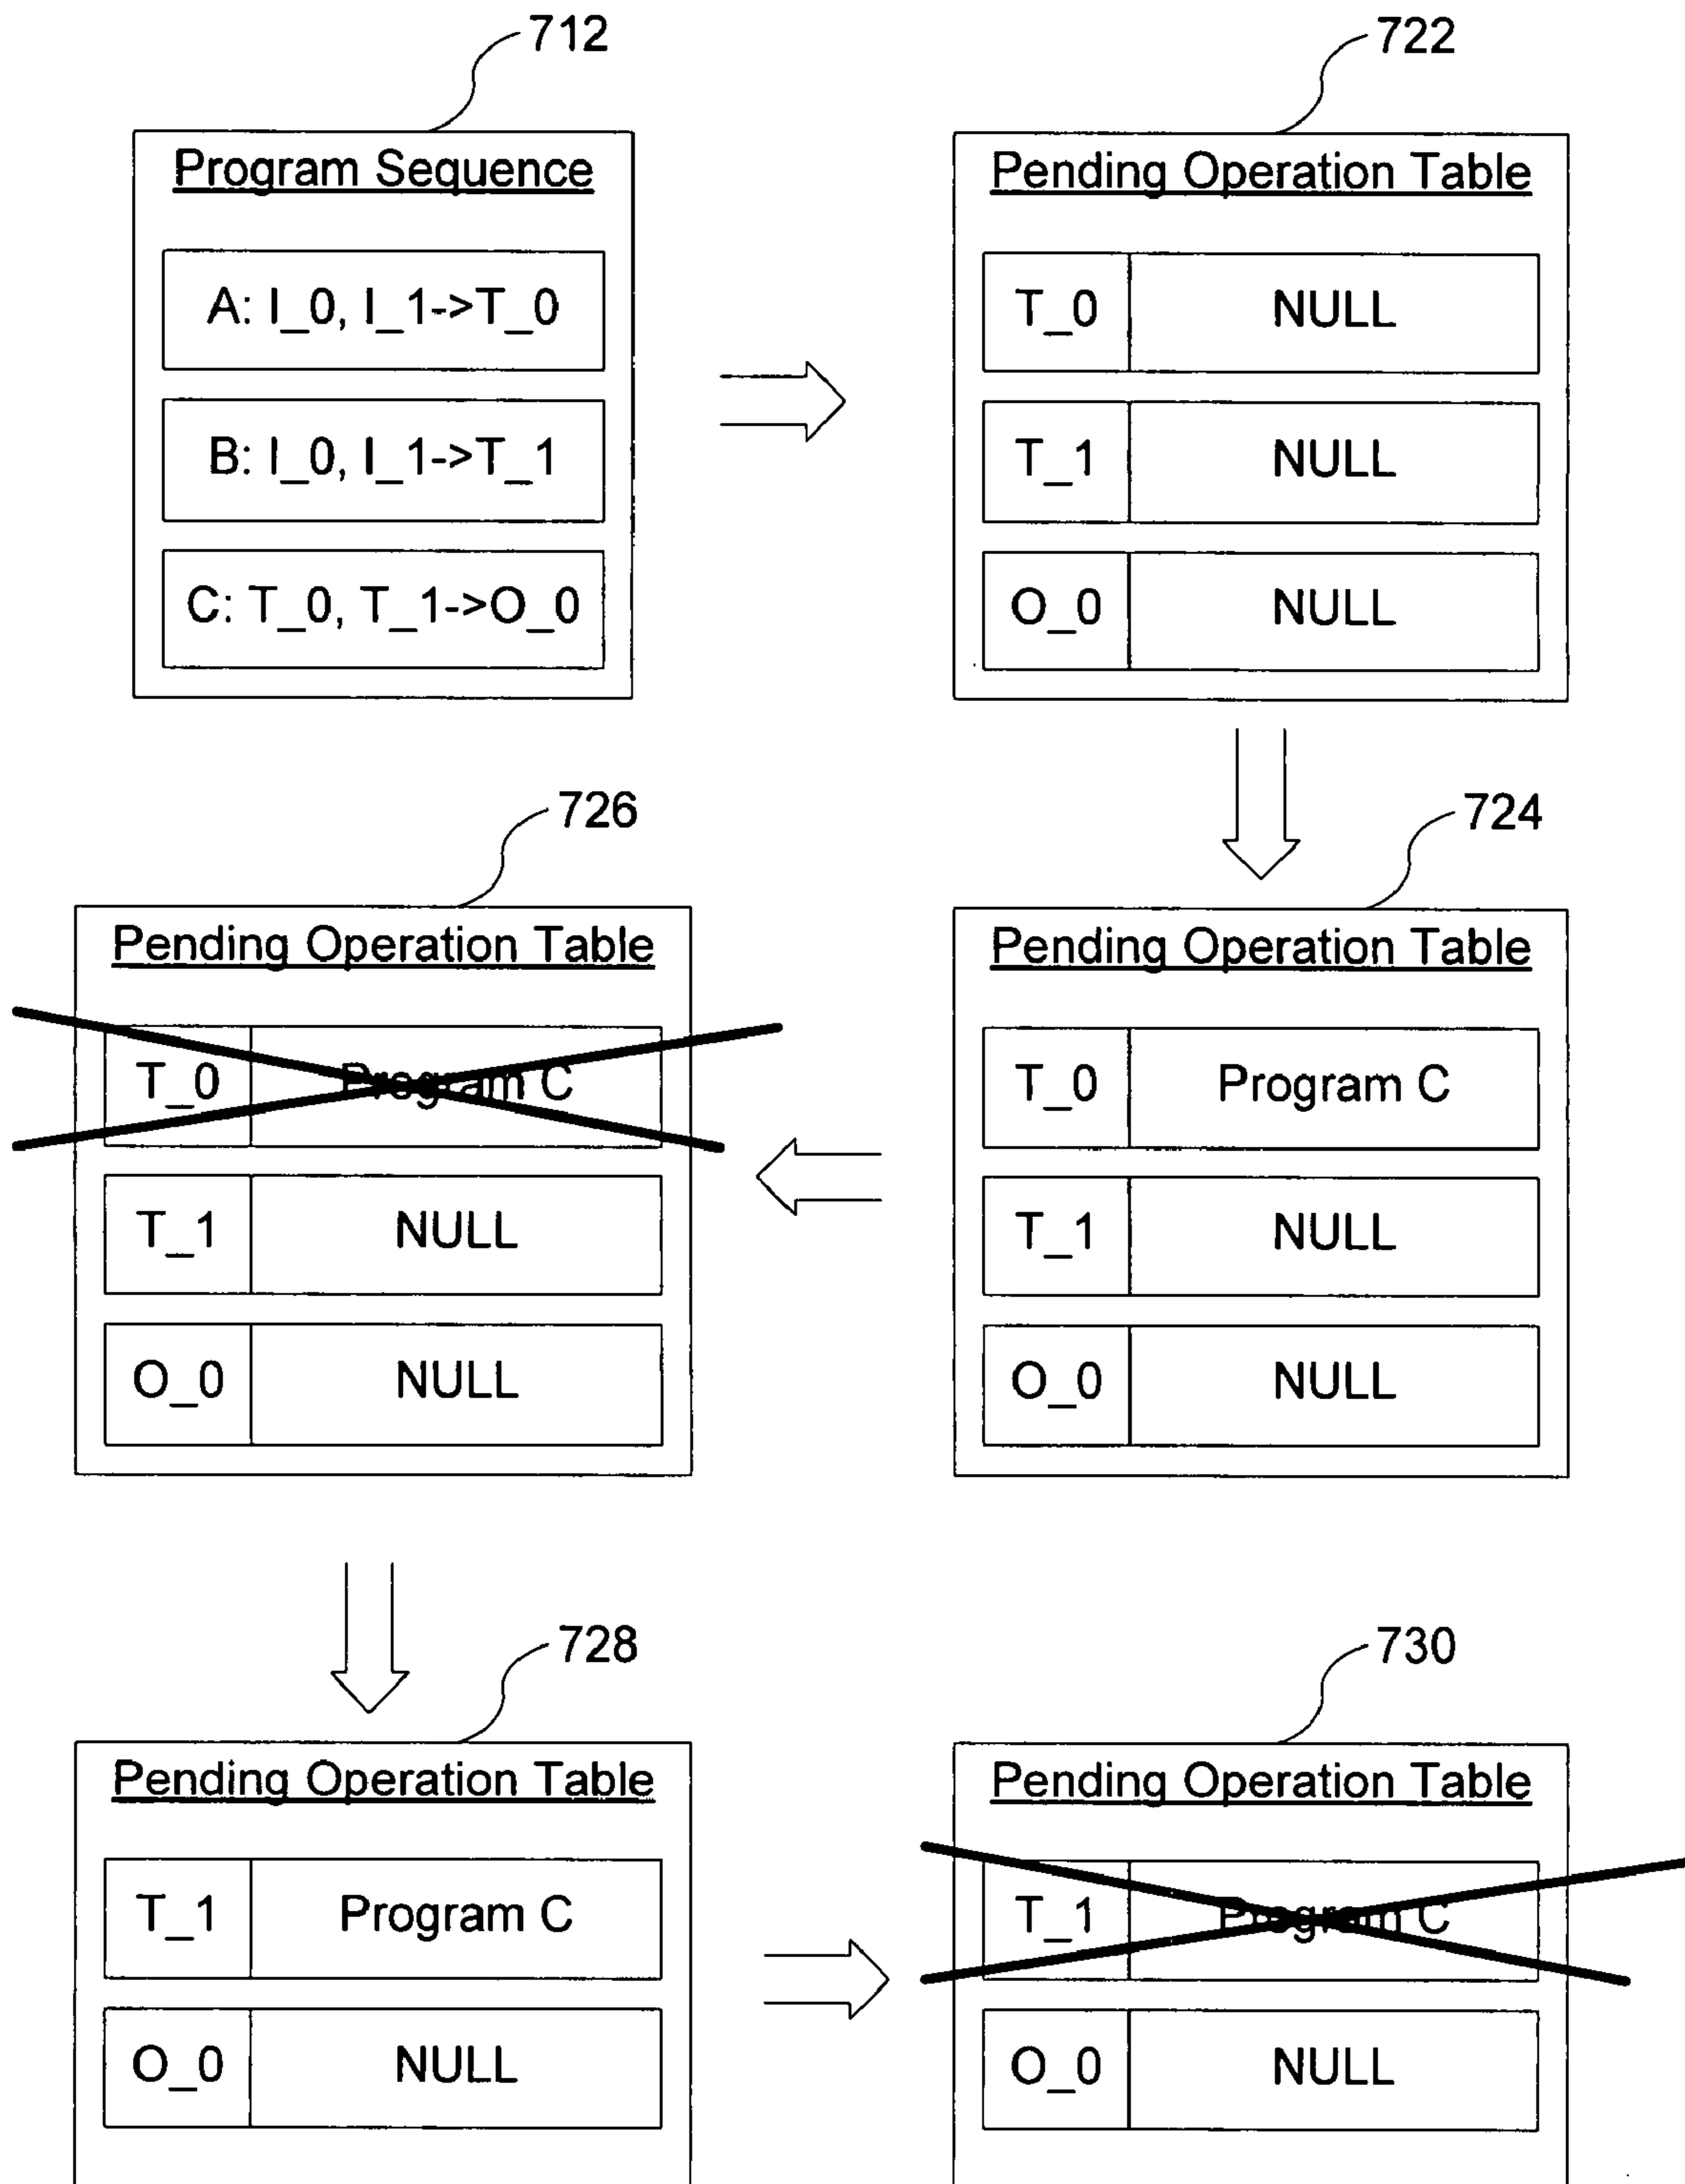 712
Program Sequence
A: I_0, I_1->T_0
B: I_0, I_1->T_1
C: T_0, T_1->O_0
722
Pending Operation Table
T_0 NULL
T_1 NULL
O_0 NULL
726
Pending Operation Table
T_0 Program C
T_1 NULL
O_0 NULL
724
Pending Operation Table
T_0 Program C
T_1 NULL
O_0 NULL
728
Pending Operation Table
T_1 Program C
O_0 NULL
730
Pending Operation Table
T_1 Program C
O_0 NULL